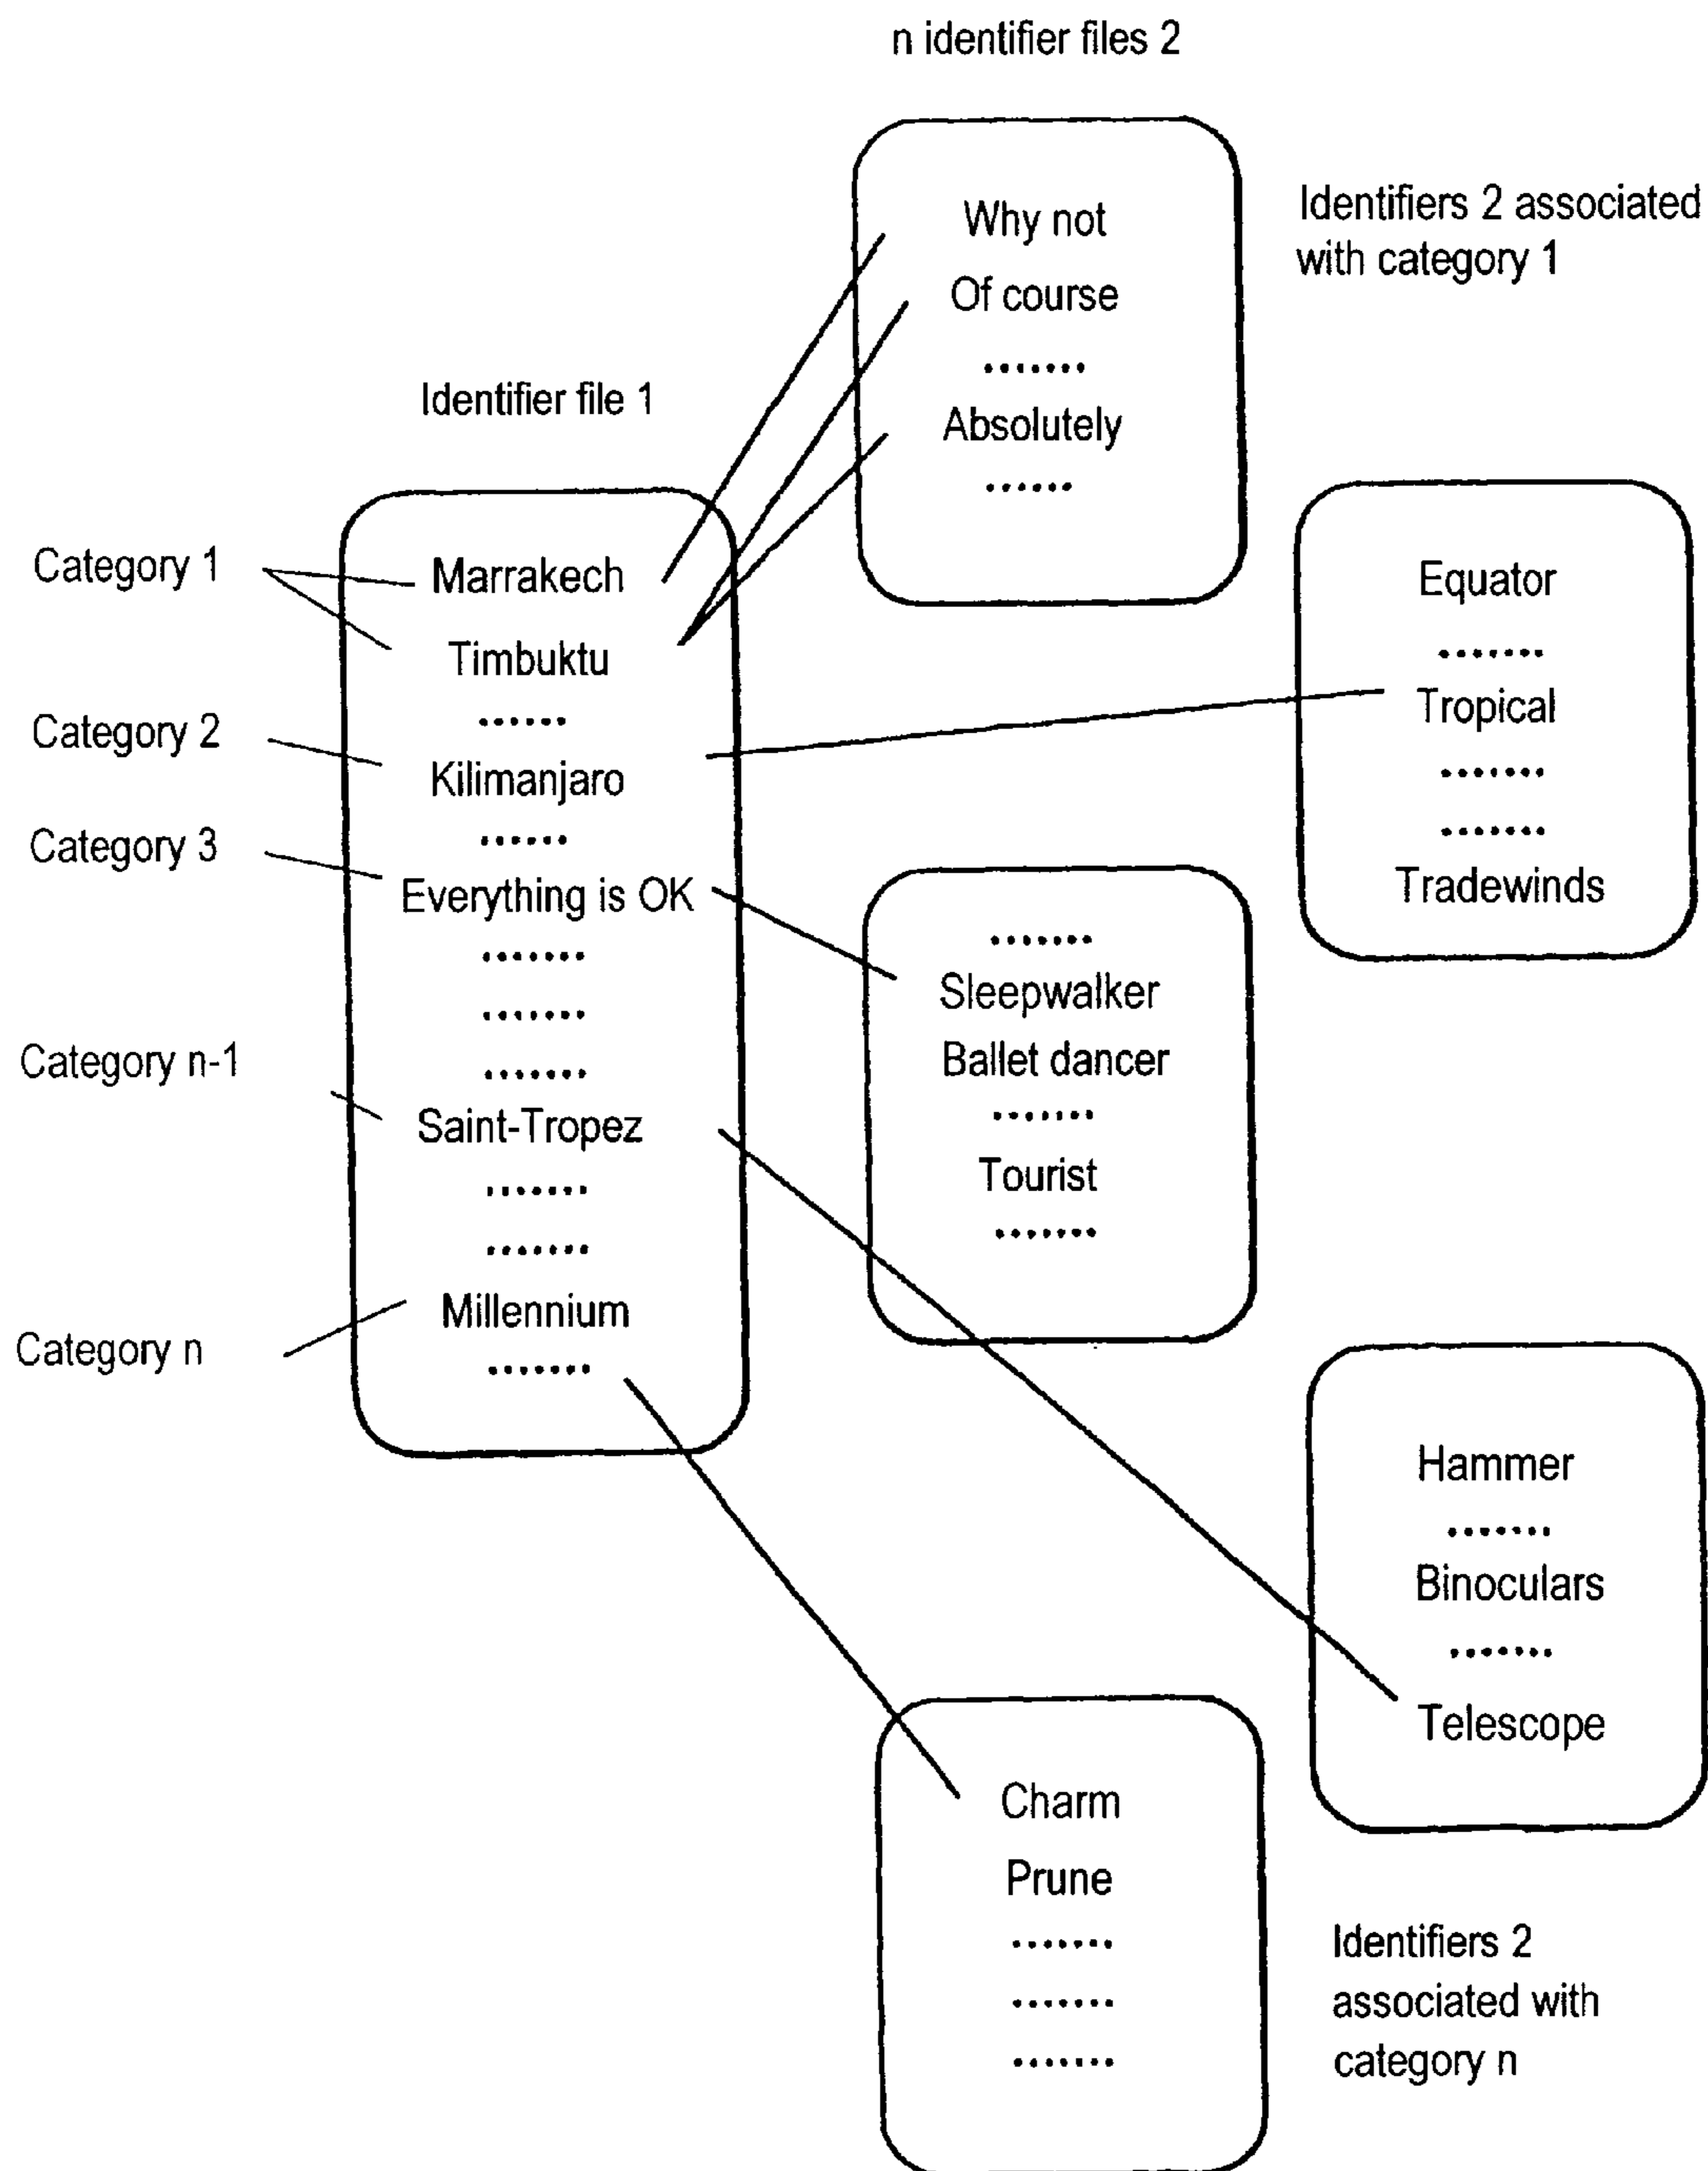 n identifier files 2
Why not
Of course
.......
Absolutely
......
Identifiers 2 associated
with category 1
Identifier file 1
Category 1
Category 2
Category 3
Category n-1
Category n
Marrakech
Timbuktu
......
Kilimanjaro
......
Everything is OK
.......
.......
.......
Saint-Tropez
.......
.......
Millennium
.......
Equator
.......
Tropical
.......
.......
Tradewinds
.......
Sleepwalker
Ballet dancer
.......
Tourist
.......
Hammer
.......
Binoculars
.......
Telescope
Charm
Prune
.......
.......
.......
Identifiers 2
associated with
category n